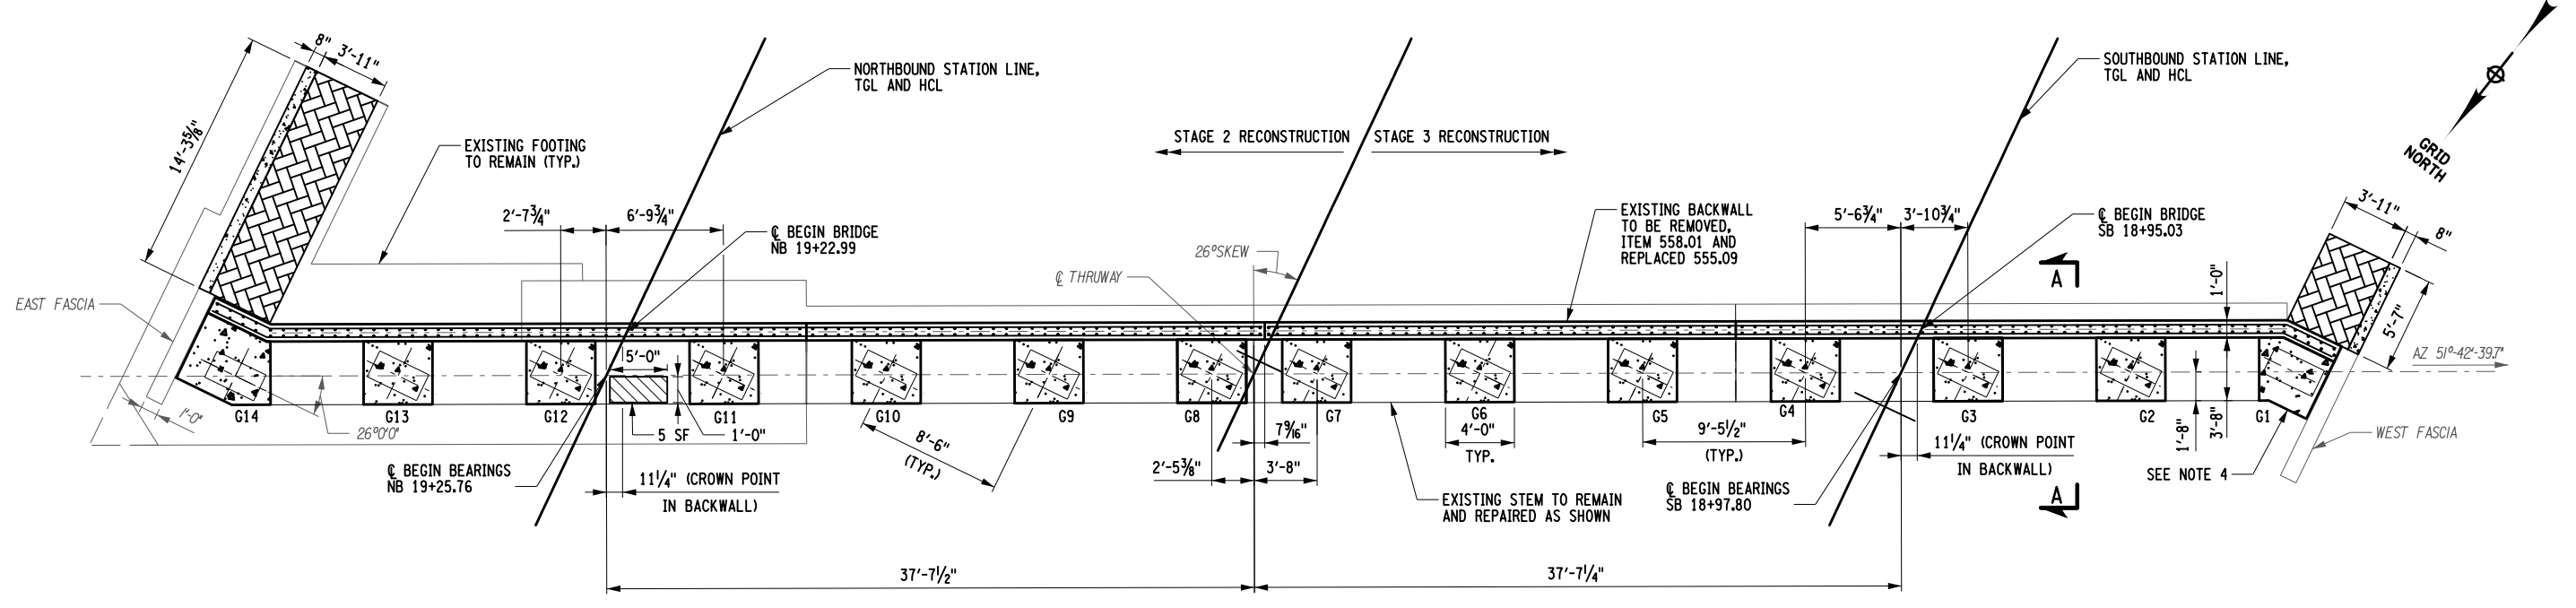 8"
3'-11"
14'-3⅝"
EXISTING FOOTING
TO REMAIN (TYP.)
NORTHBOUND STATION LINE,
TGL AND HCL
STAGE 2 RECONSTRUCTION
STAGE 3 RECONSTRUCTION
SOUTHBOUND STATION LINE,
TGL AND HCL
GRID
NORTH
2'-7¾"
6'-9¾"
℄ BEGIN BRIDGE
NB 19+22.99
26°SKEW
℄ THRUWAY
EXISTING BACKWALL
TO BE REMOVED,
ITEM 558.01 AND
REPLACED 555.09
5'-6¾"
3'-10¾"
℄ BEGIN BRIDGE
SB 18+95.03
A
1'-0"
3'-11"
8"
5'-7"
EAST FASCIA
AZ 51°-42'-39.7"
5'-0"
G14
G13
G12
G11
G10
G9
G8
G7
G6
G5
G4
G3
G2
G1
1'-0"
26°0'0"
5 SF
1'-0"
8'-6"
(TYP.)
7 9⁄16"
4'-0"
TYP.
9'-5½"
(TYP.)
11¼" (CROWN POINT
IN BACKWALL)
1'-8"
3'-8"
WEST FASCIA
SEE NOTE 4
℄ BEGIN BEARINGS
NB 19+25.76
11¼" (CROWN POINT
IN BACKWALL)
2'-5⅜"
3'-8"
EXISTING STEM TO REMAIN
AND REPAIRED AS SHOWN
℄ BEGIN BEARINGS
SB 18+97.80
A
37'-7½"
37'-7¼"